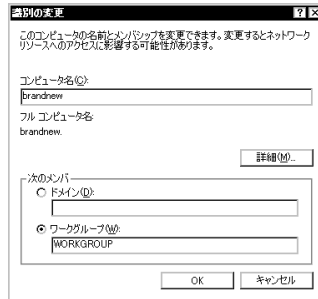 識別の変更
このコンピュータの名前とメンバシップを変更できます。変更するとネットワーク
リソースへのアクセスに影響する可能性があります。
コンピュータ名(C):
brandnew
フル コンピュータ名:
brandnew.
詳細(M)...
次のメンバ
ドメイン(D):
ワークグループ(W):
WORKGROUP
OK
キャンセル